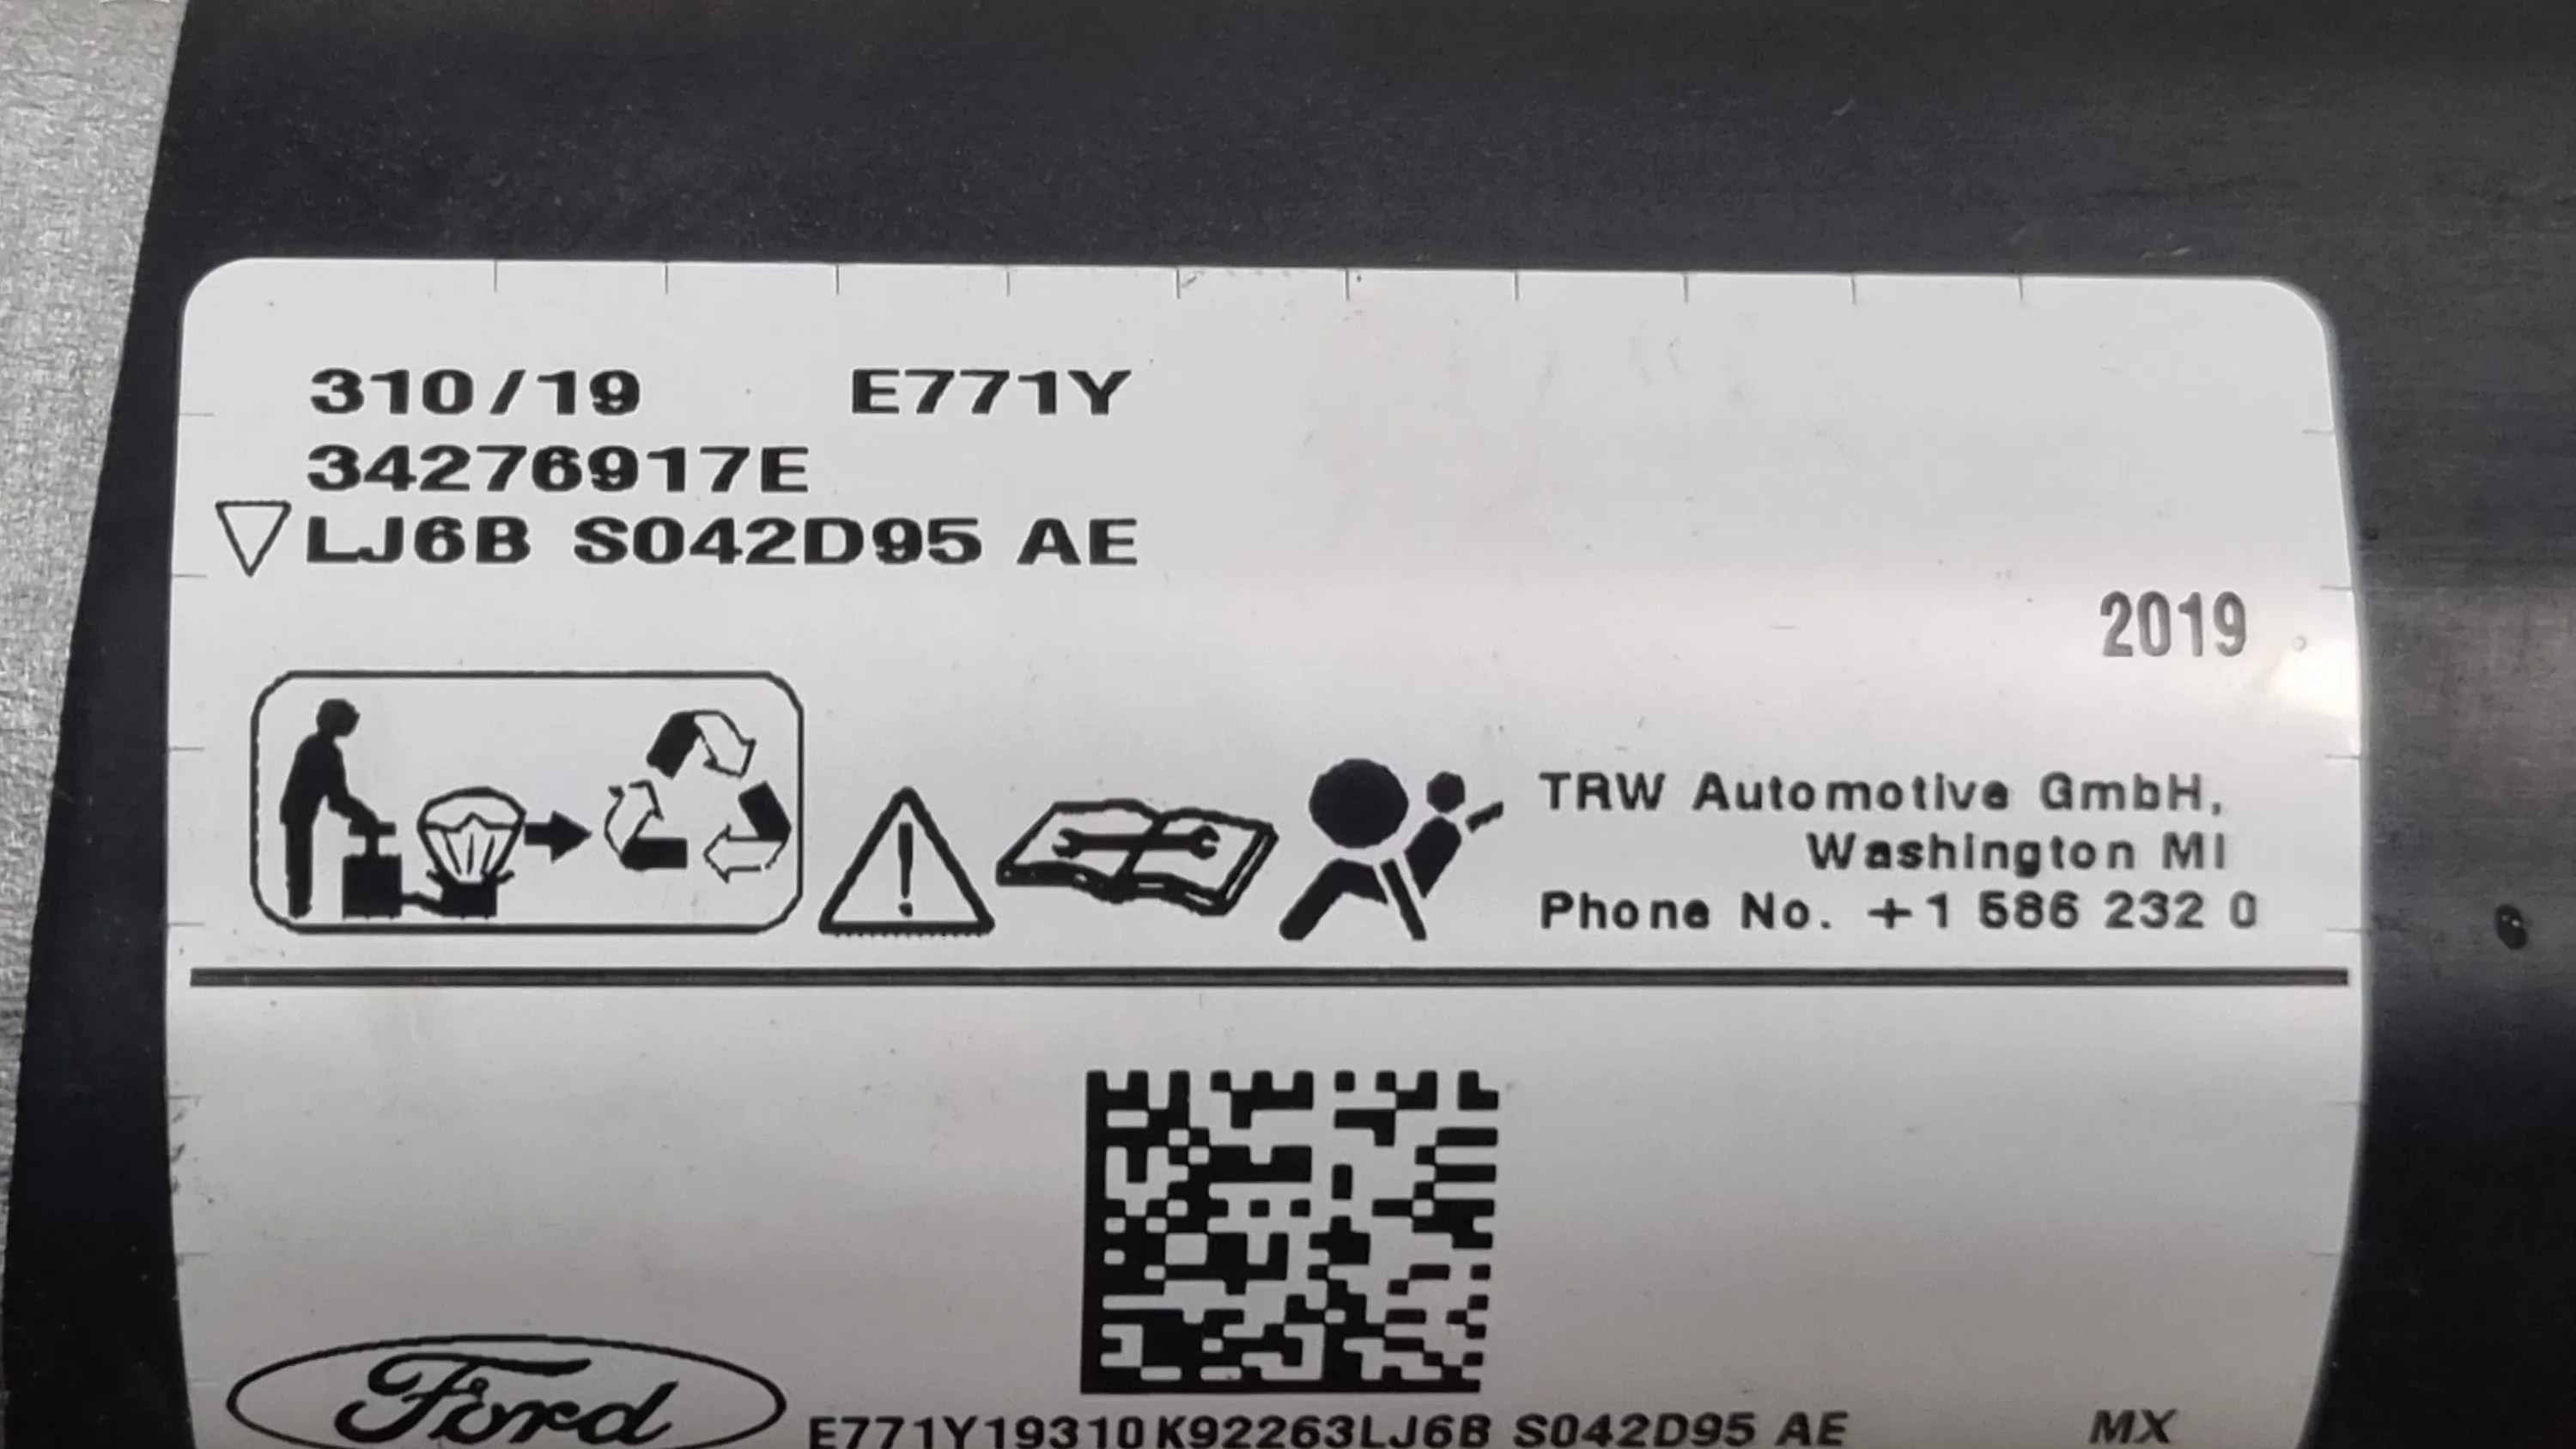 310/19 E771Y
34276917E
LJ6B S042D95 AE
2019
TRW Automotive GmbH,
Washington MI
Phone No. +1 586 232 0
Ford
E771Y19310K92263LJ6B S042D95 AE
MX